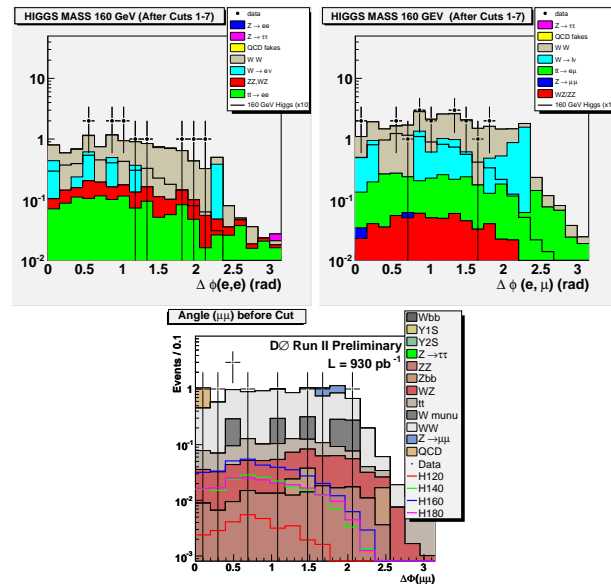 HIGGS MASS 160 GeV (After Cuts 1-7)
data
Z → ee
Z → ττ
QCD fakes
W W
W → eν
ZZ,WZ
tt → ee
160 GeV Higgs (x10)
10
1
10⁻¹
10⁻²
0 0.5 1 1.5 2 2.5 3
Δ ϕ(e,e) (rad)
HIGGS MASS 160 GEV (After Cuts 1-7)
data
Z → ττ
QCD fakes
W W
W → lν
tt → eμ
Z → μμ
WZ/ZZ
160 GeV Higgs (x
10
1
10⁻¹
10⁻²
0 0.5 1 1.5 2 2.5 3
Δ ϕ (e, μ) (rad)
Angle (μμ) before Cut
DØ Run II Preliminary
L = 930 pb⁻¹
Events / 0.1
10
1
10⁻¹
10⁻²
10⁻³
0 0.5 1 1.5 2 2.5 3
ΔΦ(μμ)
Wbb
Y1S
Y2S
Z→ττ
ZZ
Zbb
WZ
tt
W munu
WW
Z →μμ
QCD
Data
H120
H140
H160
H180